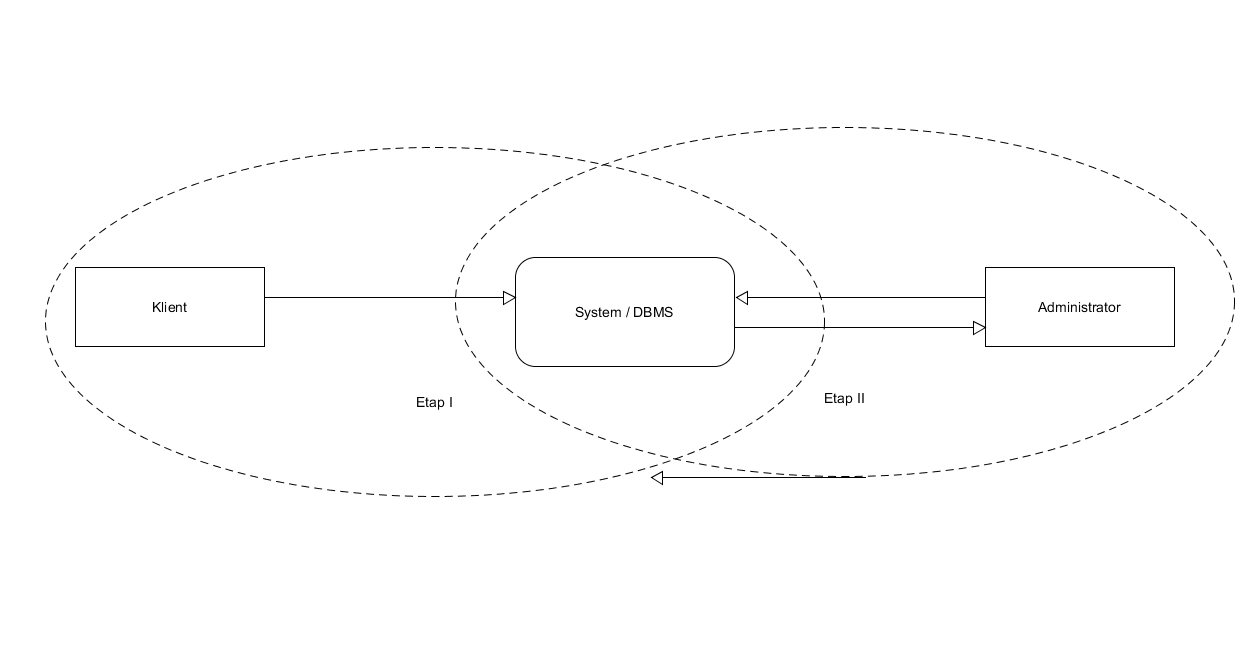 Klient
System / DBMS
Administrator
Etap I
Etap II